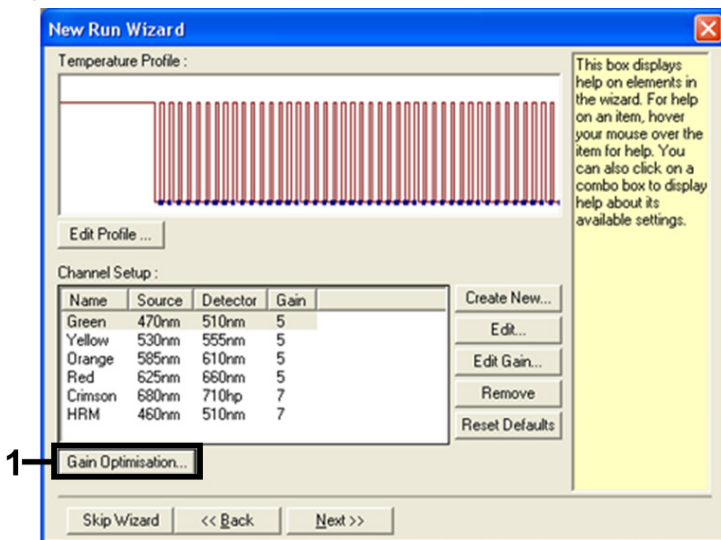 New Run Wizard
Temperature Profile :
This box displays
help on elements in
the wizard. For help
on an item, hover
your mouse over the
item for help. You
can also click on a
combo box to display
help about its
available settings.
Edit Profile ...
Channel Setup :
Name Source Detector Gain
Green 470nm 510nm 5
Yellow 530nm 555nm 5
Orange 585nm 610nm 5
Red 625nm 660nm 5
Crimson 680nm 710hp 7
HRM 460nm 510nm 7
Create New...
Edit...
Edit Gain...
Remove
Reset Defaults
1
Gain Optimisation...
Skip Wizard << Back Next >>